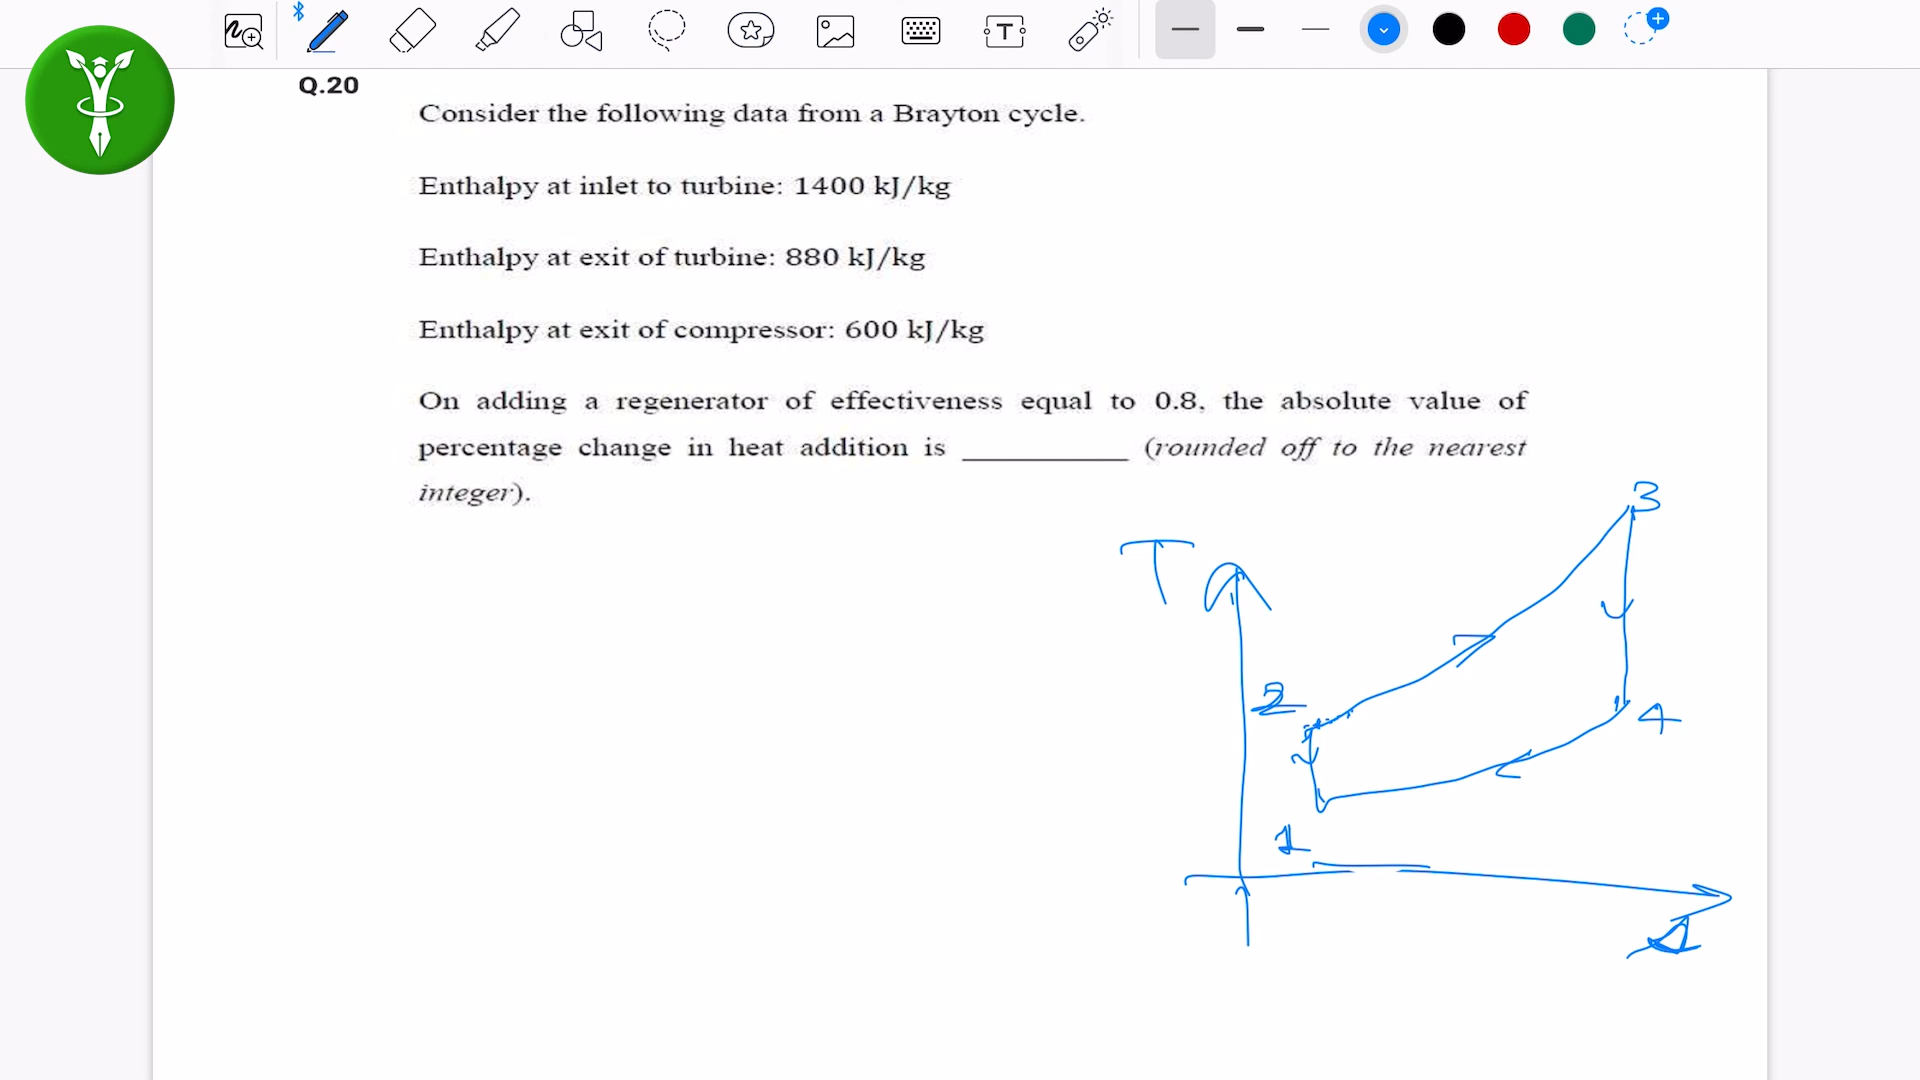 Q.20
Consider the following data from a Brayton cycle.
Enthalpy at inlet to turbine: 1400 kJ/kg
Enthalpy at exit of turbine: 880 kJ/kg
Enthalpy at exit of compressor: 600 kJ/kg
On adding a regenerator of effectiveness equal to 0.8, the absolute value of
percentage change in heat addition is __________ (rounded off to the nearest
integer).
3
T
2
4
1